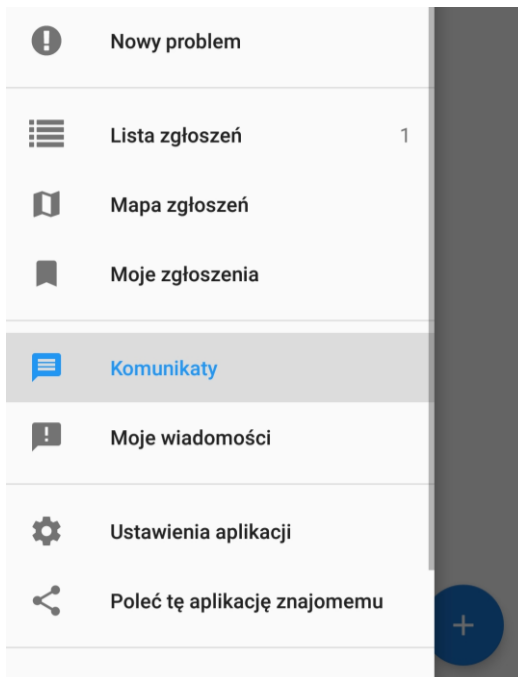 Nowy problem
Lista zgłoszeń 1
Mapa zgłoszeń
Moje zgłoszenia
Komunikaty
Moje wiadomości
Ustawienia aplikacji
Poleć tę aplikację znajomemu